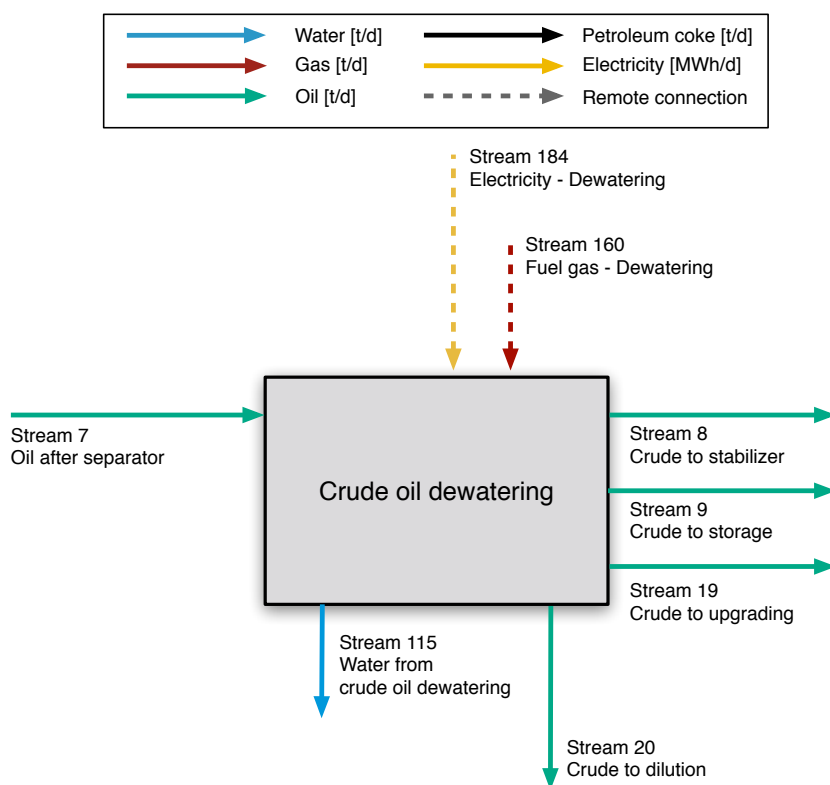 Water [t/d]
Petroleum coke [t/d]
Gas [t/d]
Electricity [MWh/d]
Oil [t/d]
Remote connection
Stream 184
Electricity - Dewatering
Stream 160
Fuel gas - Dewatering
Stream 7
Oil after separator
Crude oil dewatering
Stream 8
Crude to stabilizer
Stream 9
Crude to storage
Stream 19
Crude to upgrading
Stream 115
Water from
crude oil dewatering
Stream 20
Crude to dilution